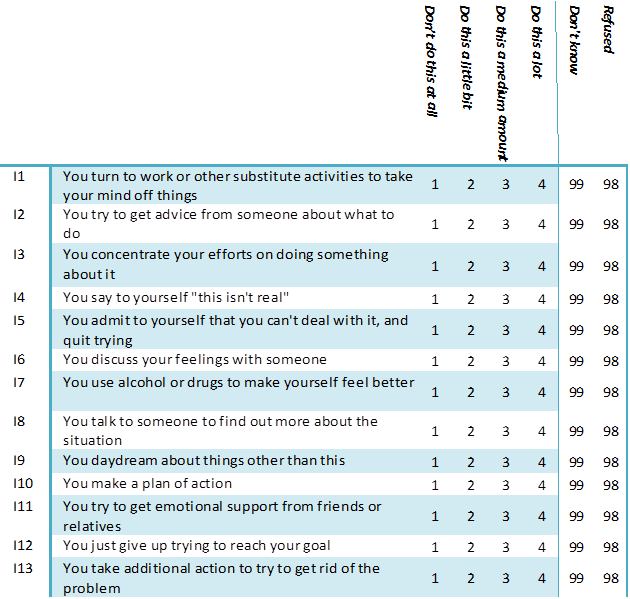 Don't do this at all
Do this a little bit
Do this a medium amount
Do this a lot
Don't know
Refused
I1 You turn to work or other substitute activities to take
your mind off things 1 2 3 4 99 98
I2 You try to get advice from someone about what to
do 1 2 3 4 99 98
I3 You concentrate your efforts on doing something
about it 1 2 3 4 99 98
I4 You say to yourself "this isn't real" 1 2 3 4 99 98
I5 You admit to yourself that you can't deal with it, and
quit trying 1 2 3 4 99 98
I6 You discuss your feelings with someone 1 2 3 4 99 98
I7 You use alcohol or drugs to make yourself feel better 1 2 3 4 99 98
I8 You talk to someone to find out more about the
situation 1 2 3 4 99 98
I9 You daydream about things other than this 1 2 3 4 99 98
I10 You make a plan of action 1 2 3 4 99 98
I11 You try to get emotional support from friends or
relatives 1 2 3 4 99 98
I12 You just give up trying to reach your goal 1 2 3 4 99 98
I13 You take additional action to try to get rid of the
problem 1 2 3 4 99 98